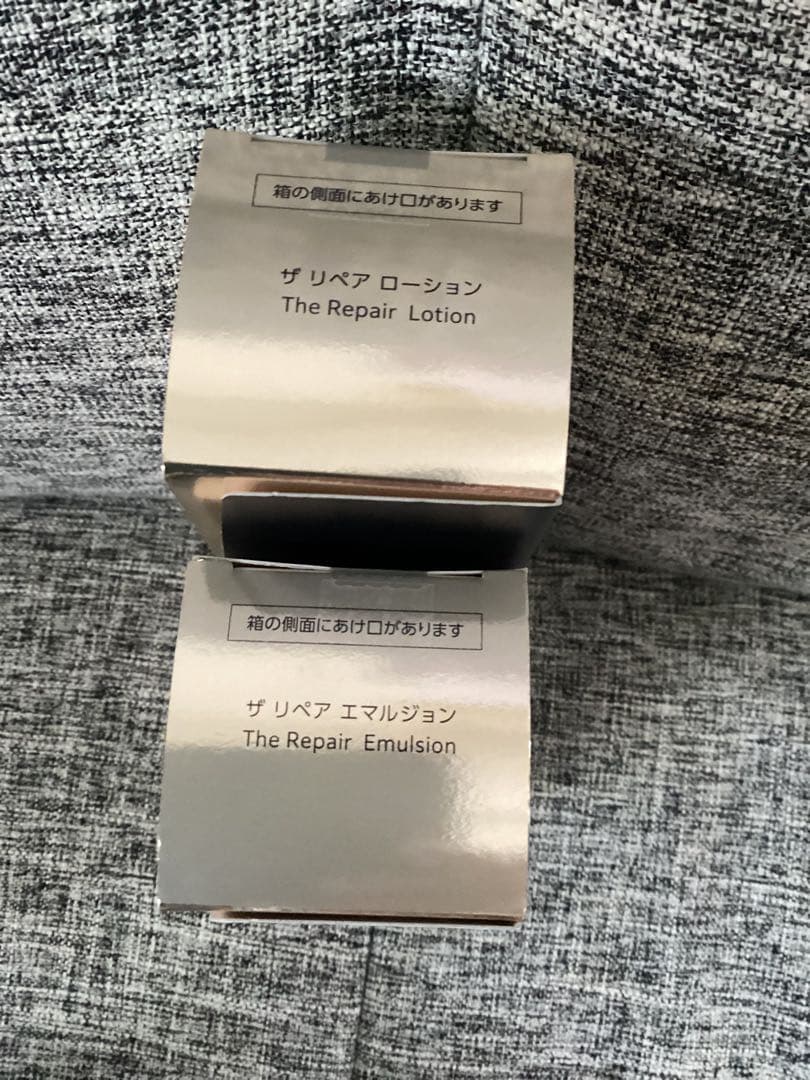 箱の側面にあけ口があります
ザ リペア ローション
The Repair Lotion
箱の側面にあけ口があります
ザ リペア エマルジョン
The Repair Emulsion